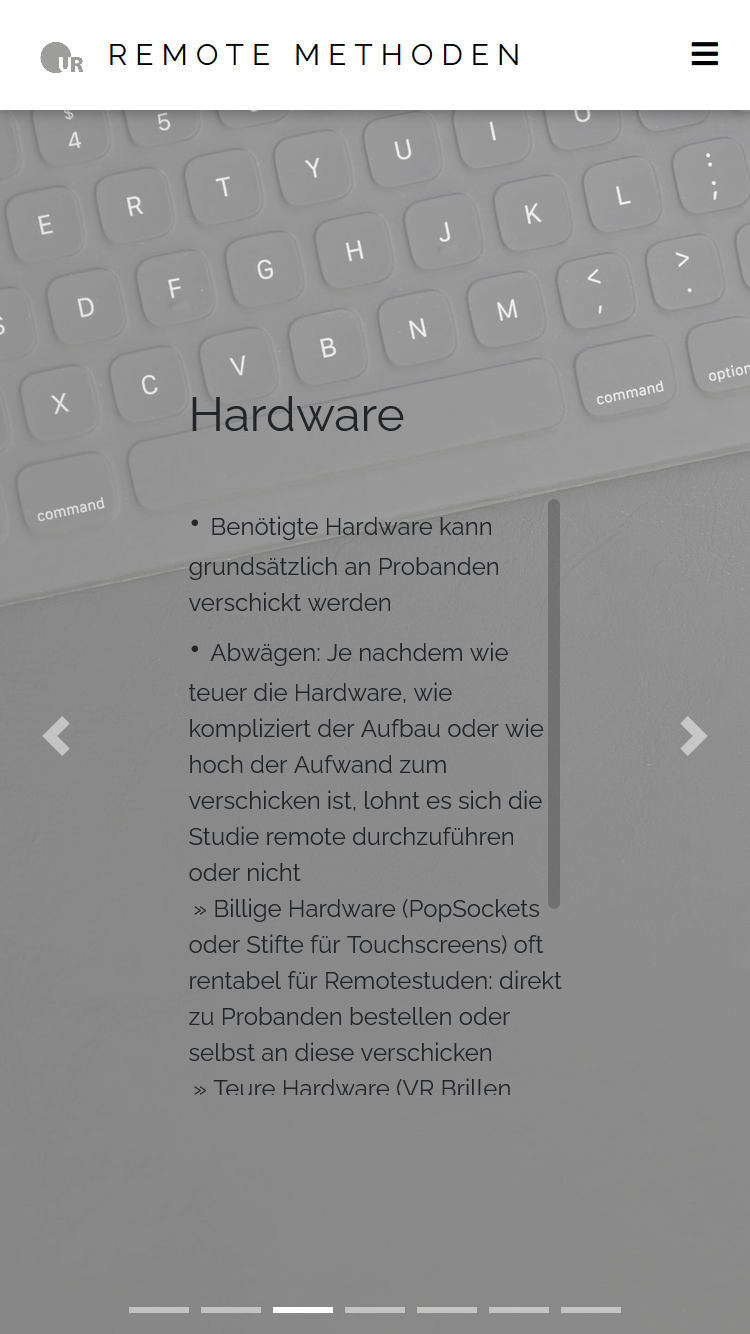 UR REMOTE METHODEN
$
4
5
U
I
O
E
R
T
Y
:
;
S
D
F
G
H
J
K
L
X
C
V
B
N
M
<
,
>
.
command
option
Hardware
• Benötigte Hardware kann
grundsätzlich an Probanden
verschickt werden
• Abwägen: Je nachdem wie
teuer die Hardware, wie
kompliziert der Aufbau oder wie
hoch der Aufwand zum
verschicken ist, lohnt es sich die
Studie remote durchzuführen
oder nicht
» Billige Hardware (PopSockets
oder Stifte für Touchscreens) oft
rentabel für Remotestuden: direkt
zu Probanden bestellen oder
selbst an diese verschicken
» Teure Hardware (VR Brillen
command